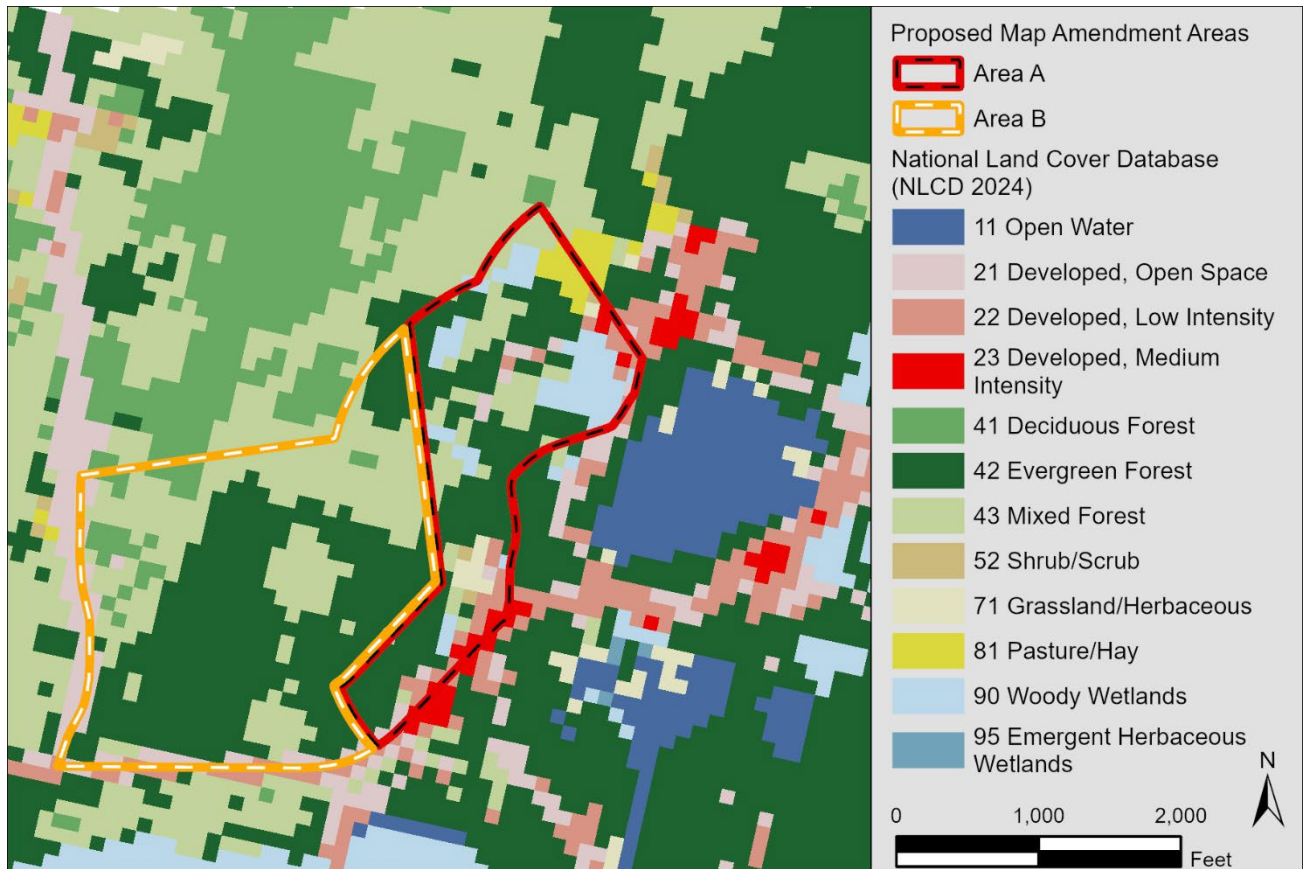 Proposed Map Amendment Areas
Area A
Area B
National Land Cover Database
(NLCD 2024)
11 Open Water
21 Developed, Open Space
22 Developed, Low Intensity
23 Developed, Medium
Intensity
41 Deciduous Forest
42 Evergreen Forest
43 Mixed Forest
52 Shrub/Scrub
71 Grassland/Herbaceous
81 Pasture/Hay
90 Woody Wetlands
95 Emergent Herbaceous
Wetlands
N
0 1,000 2,000
Feet